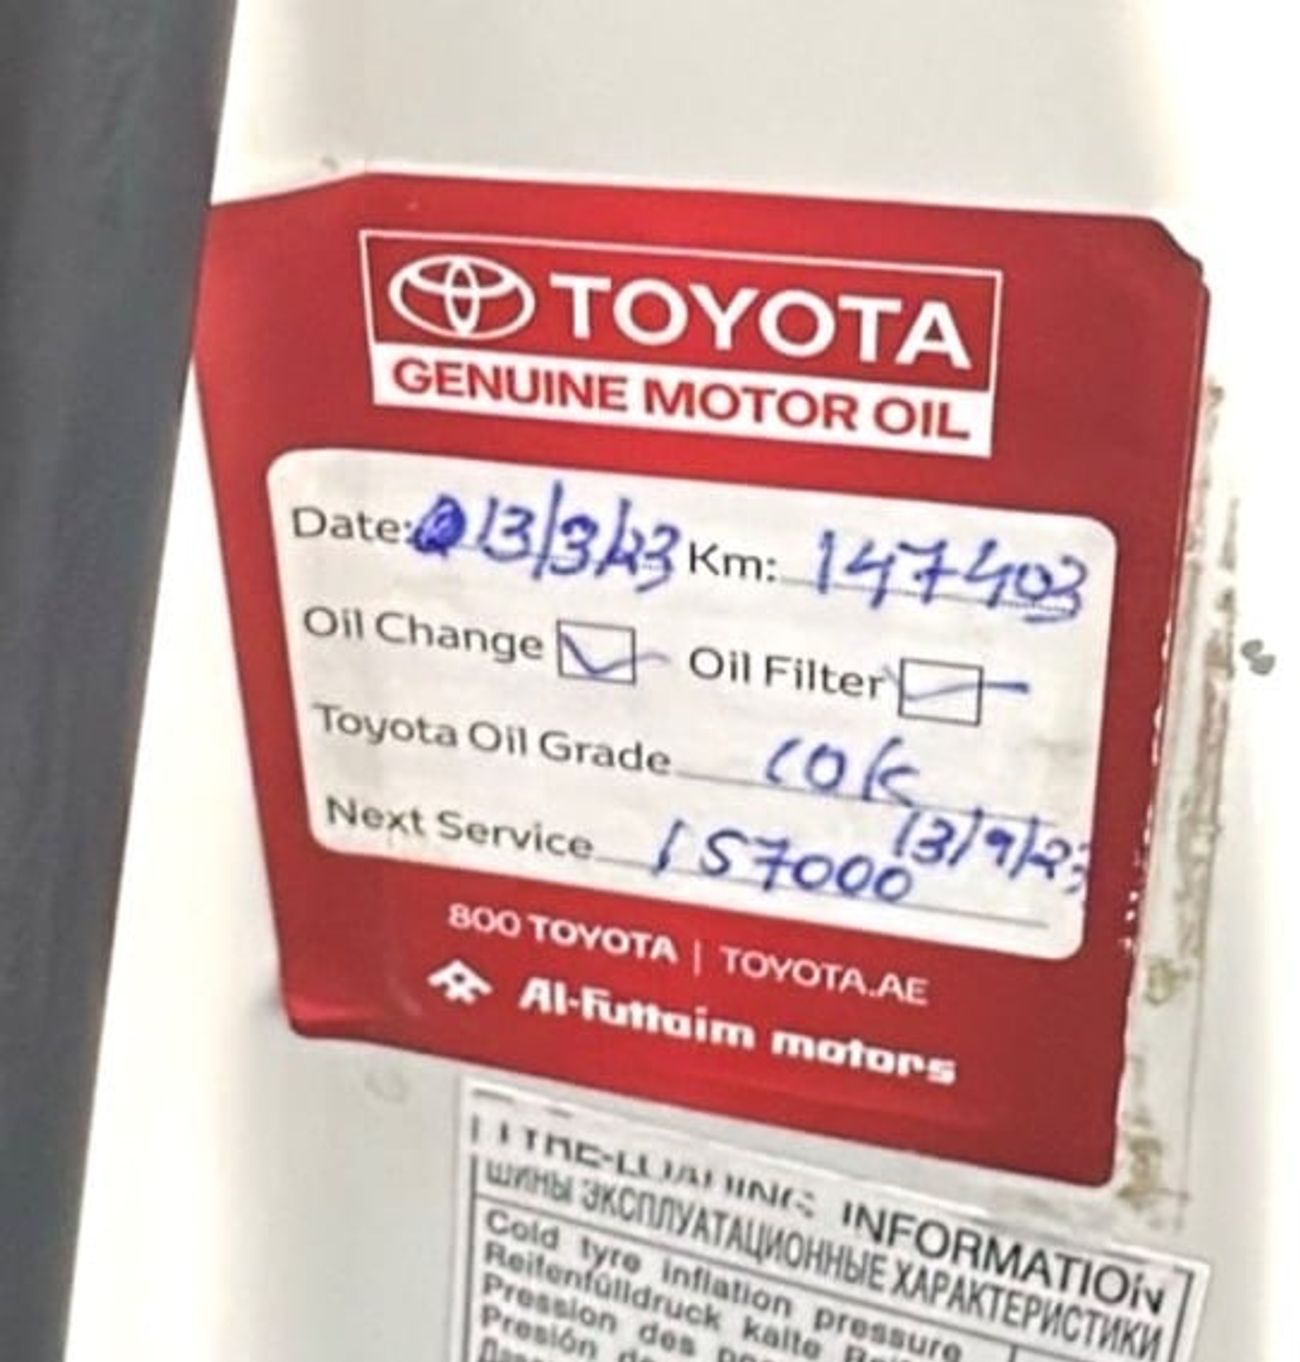 TOYOTA
GENUINE MOTOR OIL
Date: 13/3/23 Km: 147403
Oil Change Oil Filter
Toyota Oil Grade 10k
Next Service 157000 13/9/23
800 TOYOTA | TOYOTA.AE
Al-Futtaim motors
INFORMATION
ШИНЫ ЭКСПЛУАТАЦИОННЫЕ ХАРАКТЕРИСТИКИ
Cold tyre inflation pressure
Reifenfülldruck kalte
Pression des
Presión